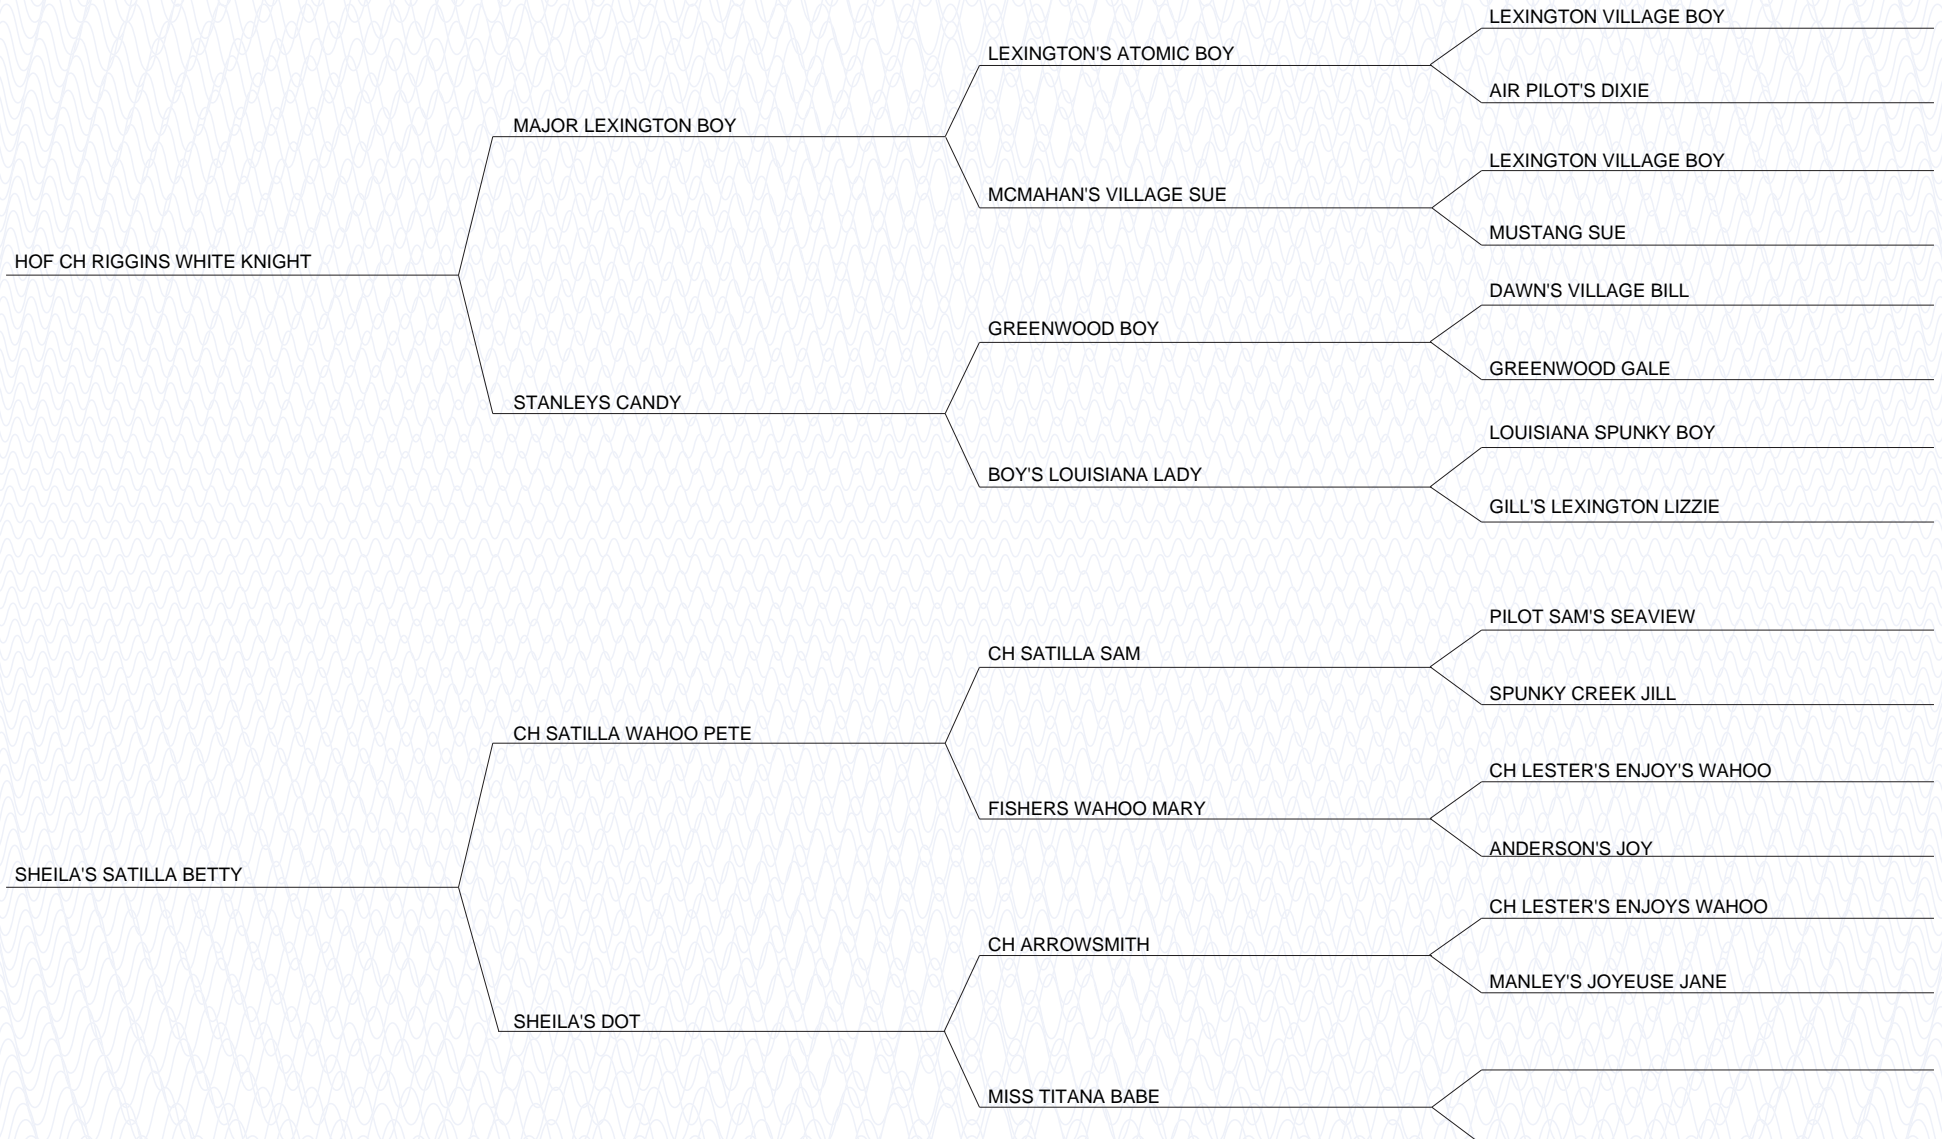 LEXINGTON VILLAGE BOY
LEXINGTON'S ATOMIC BOY
AIR PILOT'S DIXIE
MAJOR LEXINGTON BOY
LEXINGTON VILLAGE BOY
MCMAHAN'S VILLAGE SUE
MUSTANG SUE
HOF CH RIGGINS WHITE KNIGHT
DAWN'S VILLAGE BILL
GREENWOOD BOY
GREENWOOD GALE
STANLEYS CANDY
LOUISIANA SPUNKY BOY
BOY'S LOUISIANA LADY
GILL'S LEXINGTON LIZZIE
PILOT SAM'S SEAVIEW
CH SATILLA SAM
SPUNKY CREEK JILL
CH SATILLA WAHOO PETE
CH LESTER'S ENJOY'S WAHOO
FISHERS WAHOO MARY
ANDERSON'S JOY
SHEILA'S SATILLA BETTY
CH LESTER'S ENJOYS WAHOO
CH ARROWSMITH
MANLEY'S JOYEUSE JANE
SHEILA'S DOT
MISS TITANA BABE